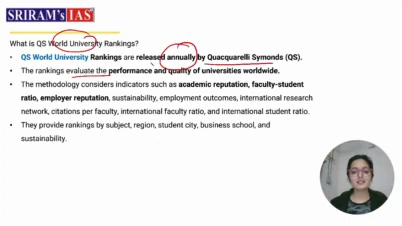 SRIRAM's IAS
What is QS World University Rankings?
• QS World University Rankings are released annually by Quacquarelli Symonds (QS).
• The rankings evaluate the performance and quality of universities worldwide.
• The methodology considers indicators such as academic reputation, faculty-student
ratio, employer reputation, sustainability, employment outcomes, international research
network, citations per faculty, international faculty ratio, and international student ratio.
• They provide rankings by subject, region, student city, business school, and
sustainability.